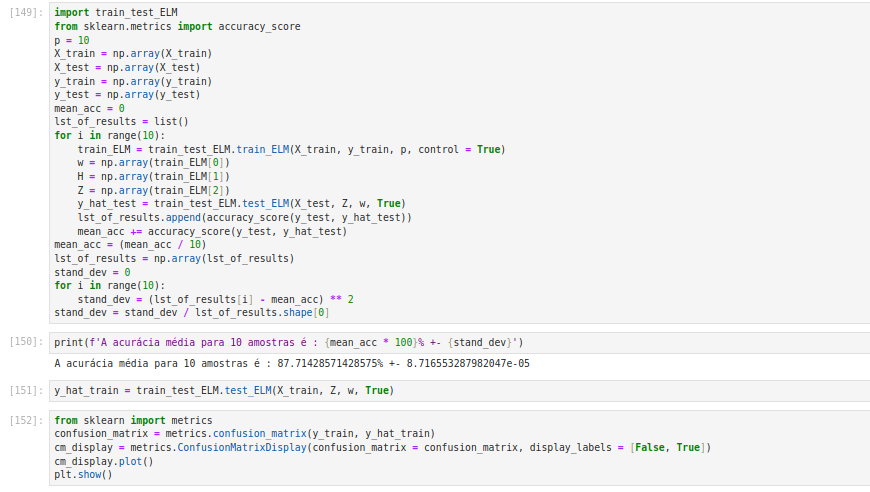 [149]: import train_test_ELM
from sklearn.metrics import accuracy_score
p = 10
X_train = np.array(X_train)
X_test = np.array(X_test)
y_train = np.array(y_train)
y_test = np.array(y_test)
mean_acc = 0
lst_of_results = list()
for i in range(10):
    train_ELM = train_test_ELM.train_ELM(X_train, y_train, p, control = True)
    w = np.array(train_ELM[0])
    H = np.array(train_ELM[1])
    Z = np.array(train_ELM[2])
    y_hat_test = train_test_ELM.test_ELM(X_test, Z, w, True)
    lst_of_results.append(accuracy_score(y_test, y_hat_test))
    mean_acc += accuracy_score(y_test, y_hat_test)
mean_acc = (mean_acc / 10)
lst_of_results = np.array(lst_of_results)
stand_dev = 0
for i in range(10):
    stand_dev = (lst_of_results[i] - mean_acc) ** 2
stand_dev = stand_dev / lst_of_results.shape[0]
[150]: print(f'A acurácia média para 10 amostras é : {mean_acc * 100}% +- {stand_dev}')
A acurácia média para 10 amostras é : 87.71428571428575% +- 8.716553287982047e-05
[151]: y_hat_train = train_test_ELM.test_ELM(X_train, Z, w, True)
[152]: from sklearn import metrics
confusion_matrix = metrics.confusion_matrix(y_train, y_hat_train)
cm_display = metrics.ConfusionMatrixDisplay(confusion_matrix = confusion_matrix, display_labels = [False, True])
cm_display.plot()
plt.show()